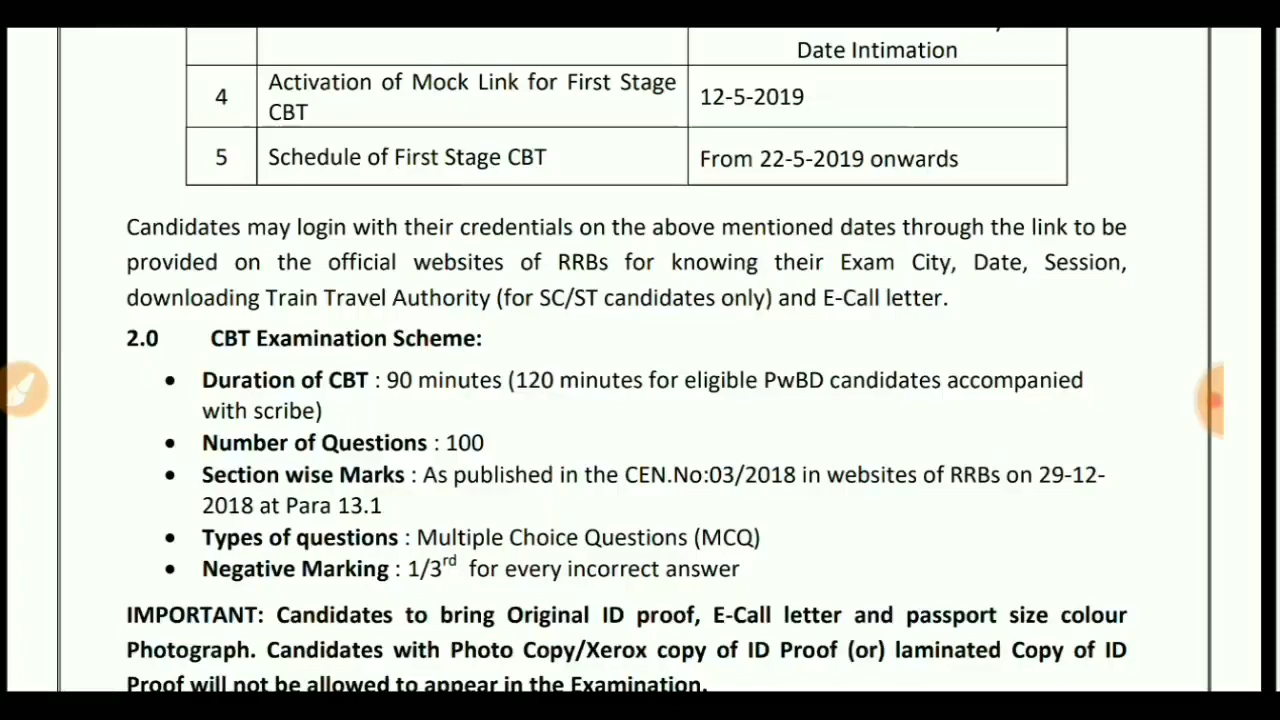 Date Intimation
4 Activation of Mock Link for First Stage CBT 12-5-2019
5 Schedule of First Stage CBT From 22-5-2019 onwards
Candidates may login with their credentials on the above mentioned dates through the link to be
provided on the official websites of RRBs for knowing their Exam City, Date, Session,
downloading Train Travel Authority (for SC/ST candidates only) and E-Call letter.
2.0 CBT Examination Scheme:
• Duration of CBT : 90 minutes (120 minutes for eligible PwBD candidates accompanied
with scribe)
• Number of Questions : 100
• Section wise Marks : As published in the CEN.No:03/2018 in websites of RRBs on 29-12-
2018 at Para 13.1
• Types of questions : Multiple Choice Questions (MCQ)
• Negative Marking : 1/3rd for every incorrect answer
IMPORTANT: Candidates to bring Original ID proof, E-Call letter and passport size colour
Photograph. Candidates with Photo Copy/Xerox copy of ID Proof (or) laminated Copy of ID
Proof will not be allowed to appear in the Examination.